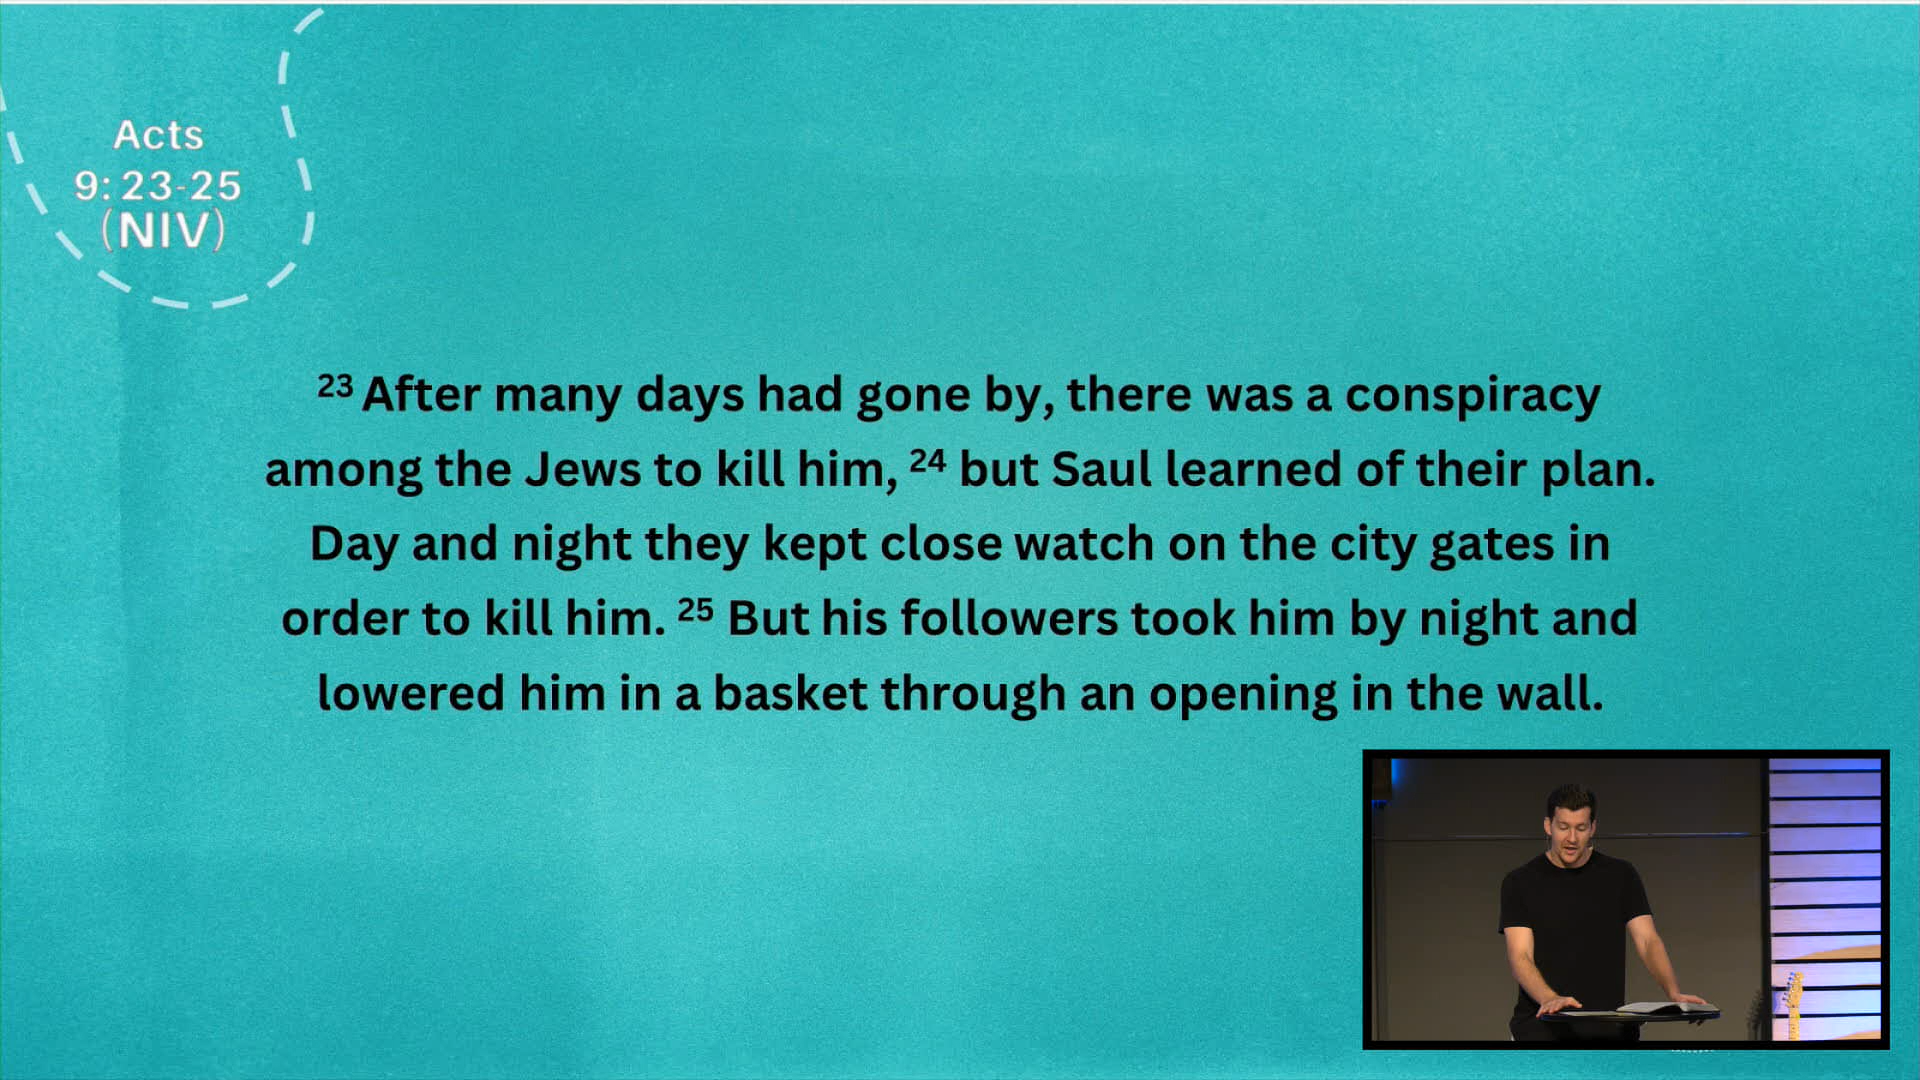 Acts
9:23-25
(NIV)
23 After many days had gone by, there was a conspiracy
among the Jews to kill him, 24 but Saul learned of their plan.
Day and night they kept close watch on the city gates in
order to kill him. 25 But his followers took him by night and
lowered him in a basket through an opening in the wall.